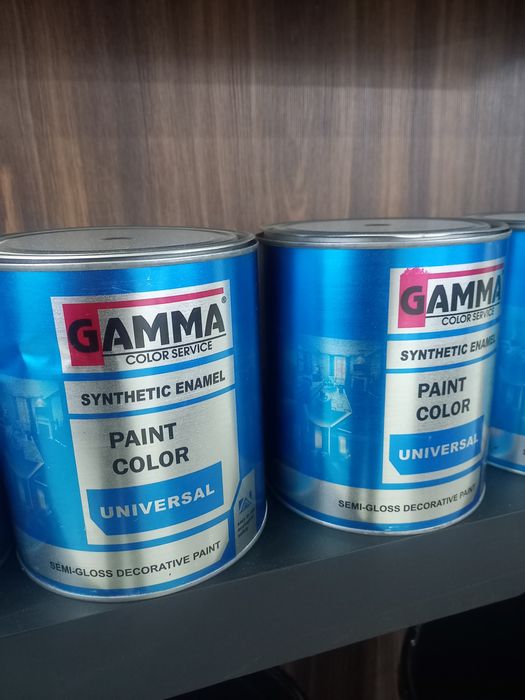 GAMMA®
COLOR SERVICE
SYNTHETIC ENAMEL
PAINT
COLOR
UNIVERSAL
SEMI-GLOSS DECORATIVE PAINT
GAMMA
COLOR SERVICE
SYNTHETIC ENAMEL
PAINT
COLOR
UNIVERSAL
SEMI-GLOSS DECORATIVE PAINT